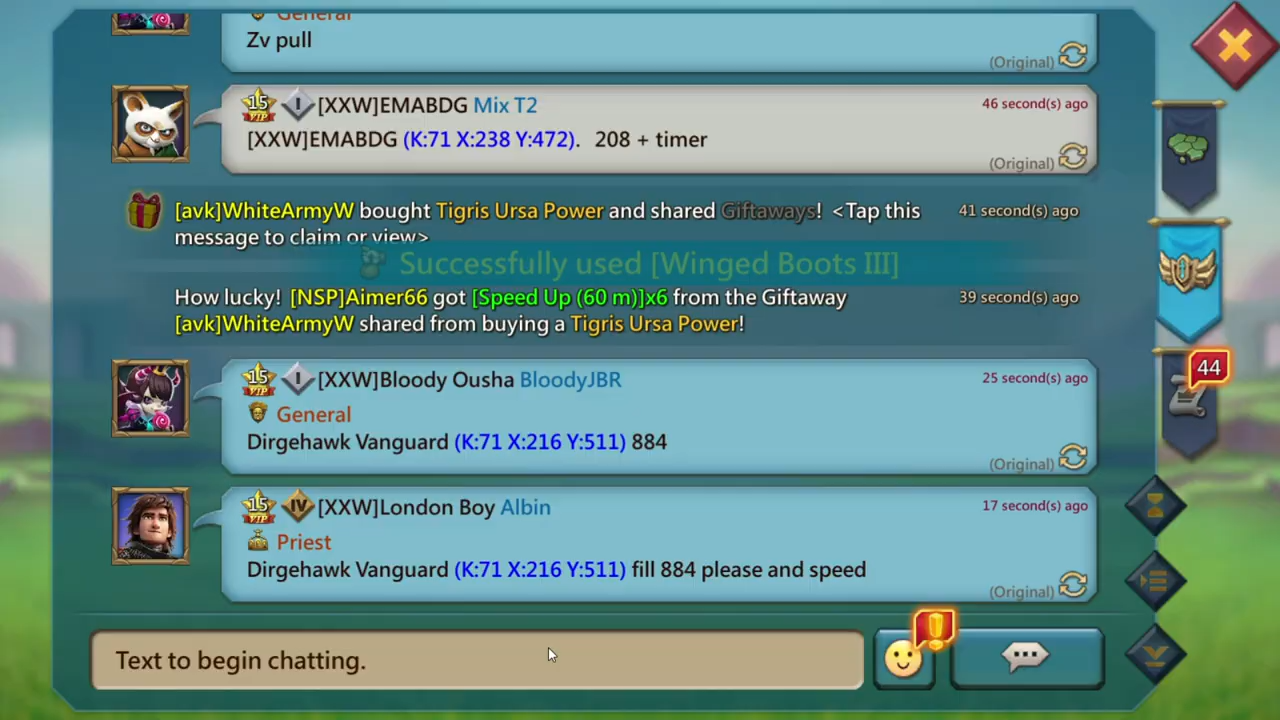 General
Zv pull
(Original)
15 VIP I [XXW]EMABDG Mix T2 46 second(s) ago
[XXW]EMABDG (K:71 X:238 Y:472). 208 + timer
(Original)
[avk]WhiteArmyW bought Tigris Ursa Power and shared Giftaways! <Tap this 41 second(s) ago
message to claim or view>
Successfully used [Winged Boots III]
How lucky! [NSP]Aimer66 got [Speed Up (60 m)]x6 from the Giftaway 39 second(s) ago
[avk]WhiteArmyW shared from buying a Tigris Ursa Power!
44
15 VIP I [XXW]Bloody Ousha BloodyJBR 25 second(s) ago
General
Dirgehawk Vanguard (K:71 X:216 Y:511) 884
(Original)
15 VIP IV [XXW]London Boy Albin 17 second(s) ago
Priest
Dirgehawk Vanguard (K:71 X:216 Y:511) fill 884 please and speed
(Original)
Text to begin chatting.